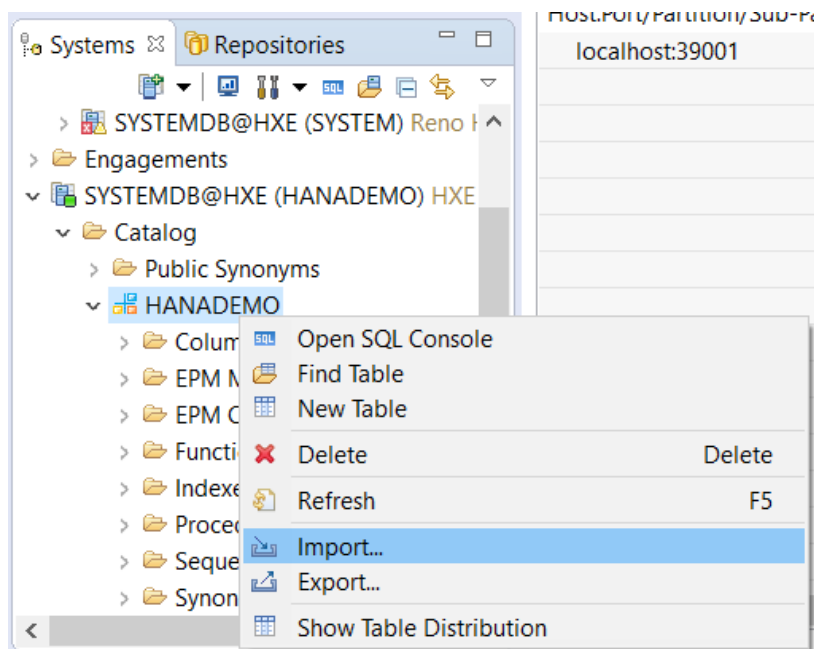 Host:Port/Partition/Sub-Pa
Systems
Repositories
localhost:39001
SQL
SYSTEMDB@HXE (SYSTEM) Reno
Engagements
SYSTEMDB@HXE (HANADEMO) HXE
Catalog
Public Synonyms
HANADEMO
Colum
SQL Open SQL Console
EPM
Find Table
EPM
New Table
Functi
Delete Delete
Indexe
Refresh F5
Proce
Import...
Seque
Export...
Synon
Show Table Distribution